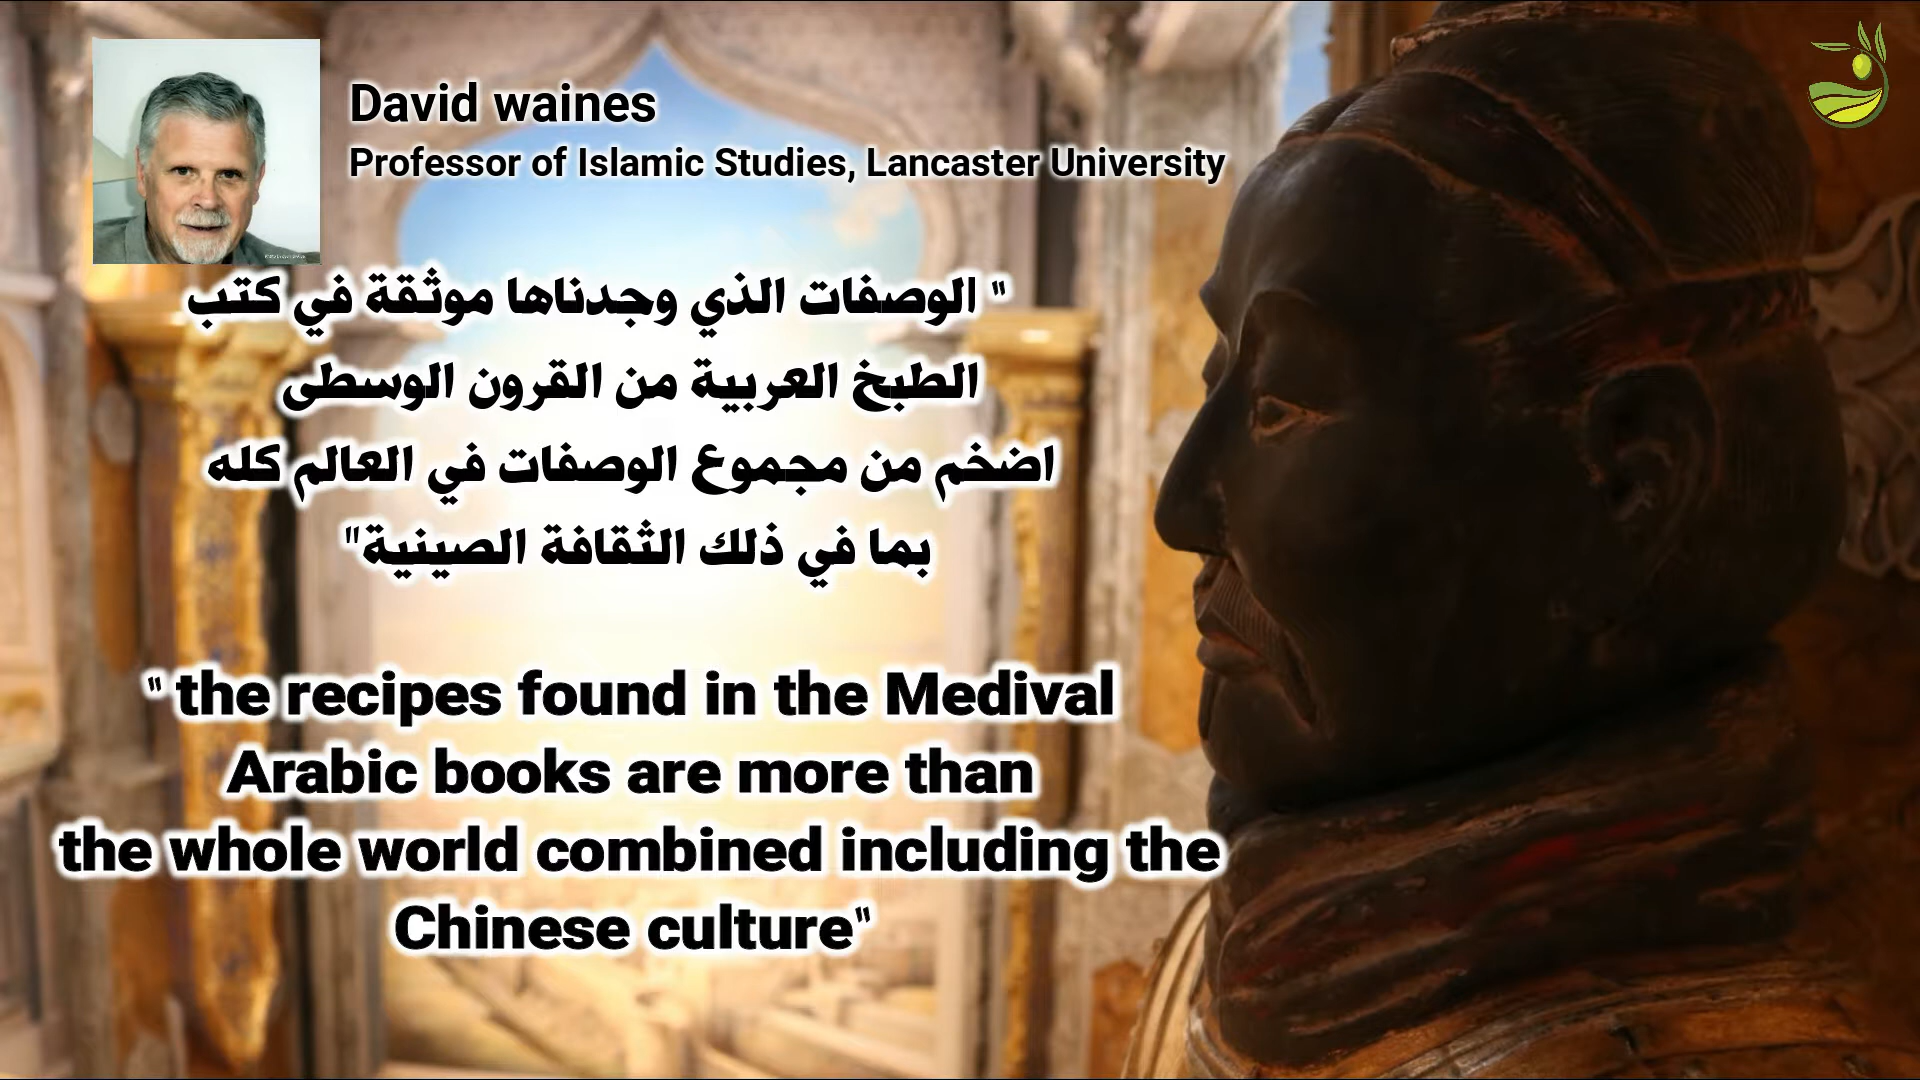 David waines
Professor of Islamic Studies, Lancaster University
" الوصفات الذي وجدناها موثقة في كتب
الطبخ العربية من القرون الوسطى
اضخم من مجموع الوصفات في العالم كله
بما في ذلك الثقافة الصينية"
" the recipes found in the Medival
Arabic books are more than
the whole world combined including the
Chinese culture"